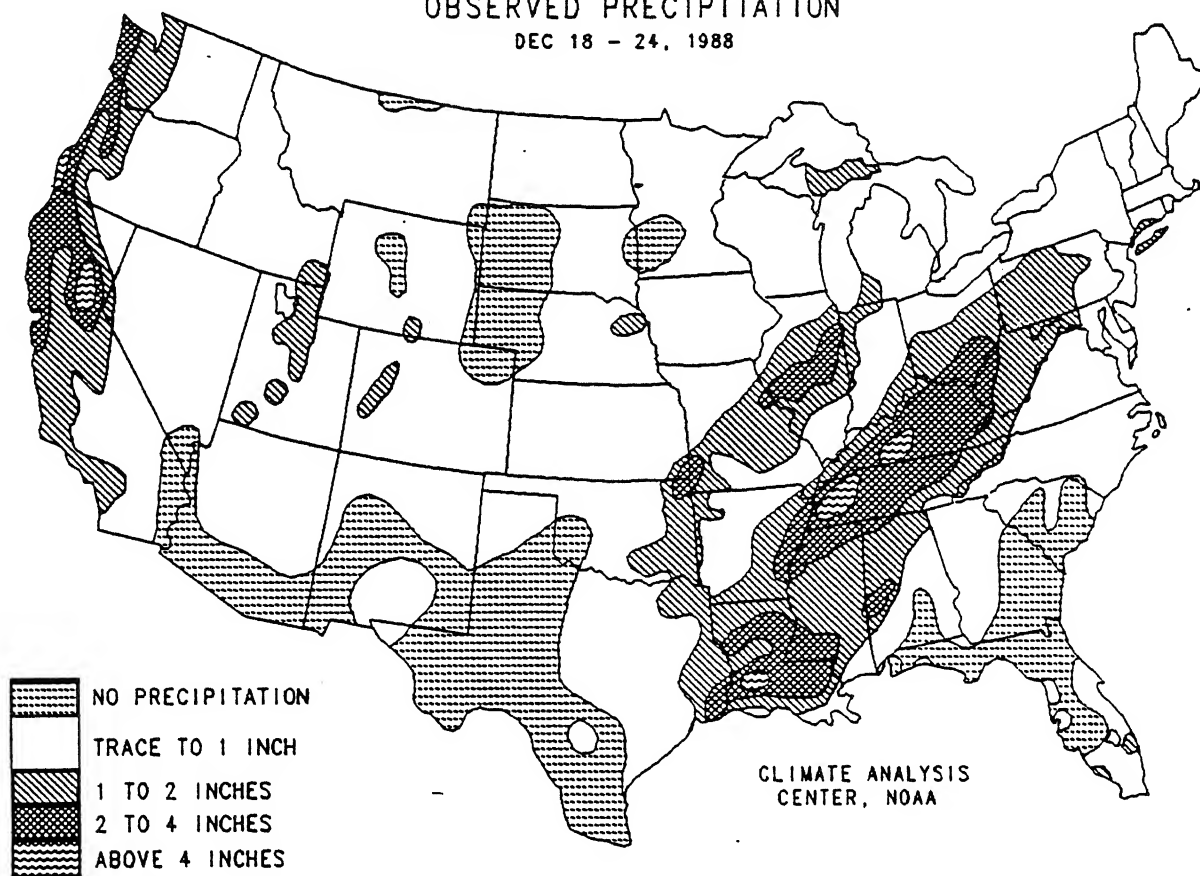 OBSERVED PRECIPITATION
DEC 18 - 24, 1988
NO PRECIPITATION
TRACE TO 1 INCH
1 TO 2 INCHES
2 TO 4 INCHES
ABOVE 4 INCHES
CLIMATE ANALYSIS
CENTER, NOAA